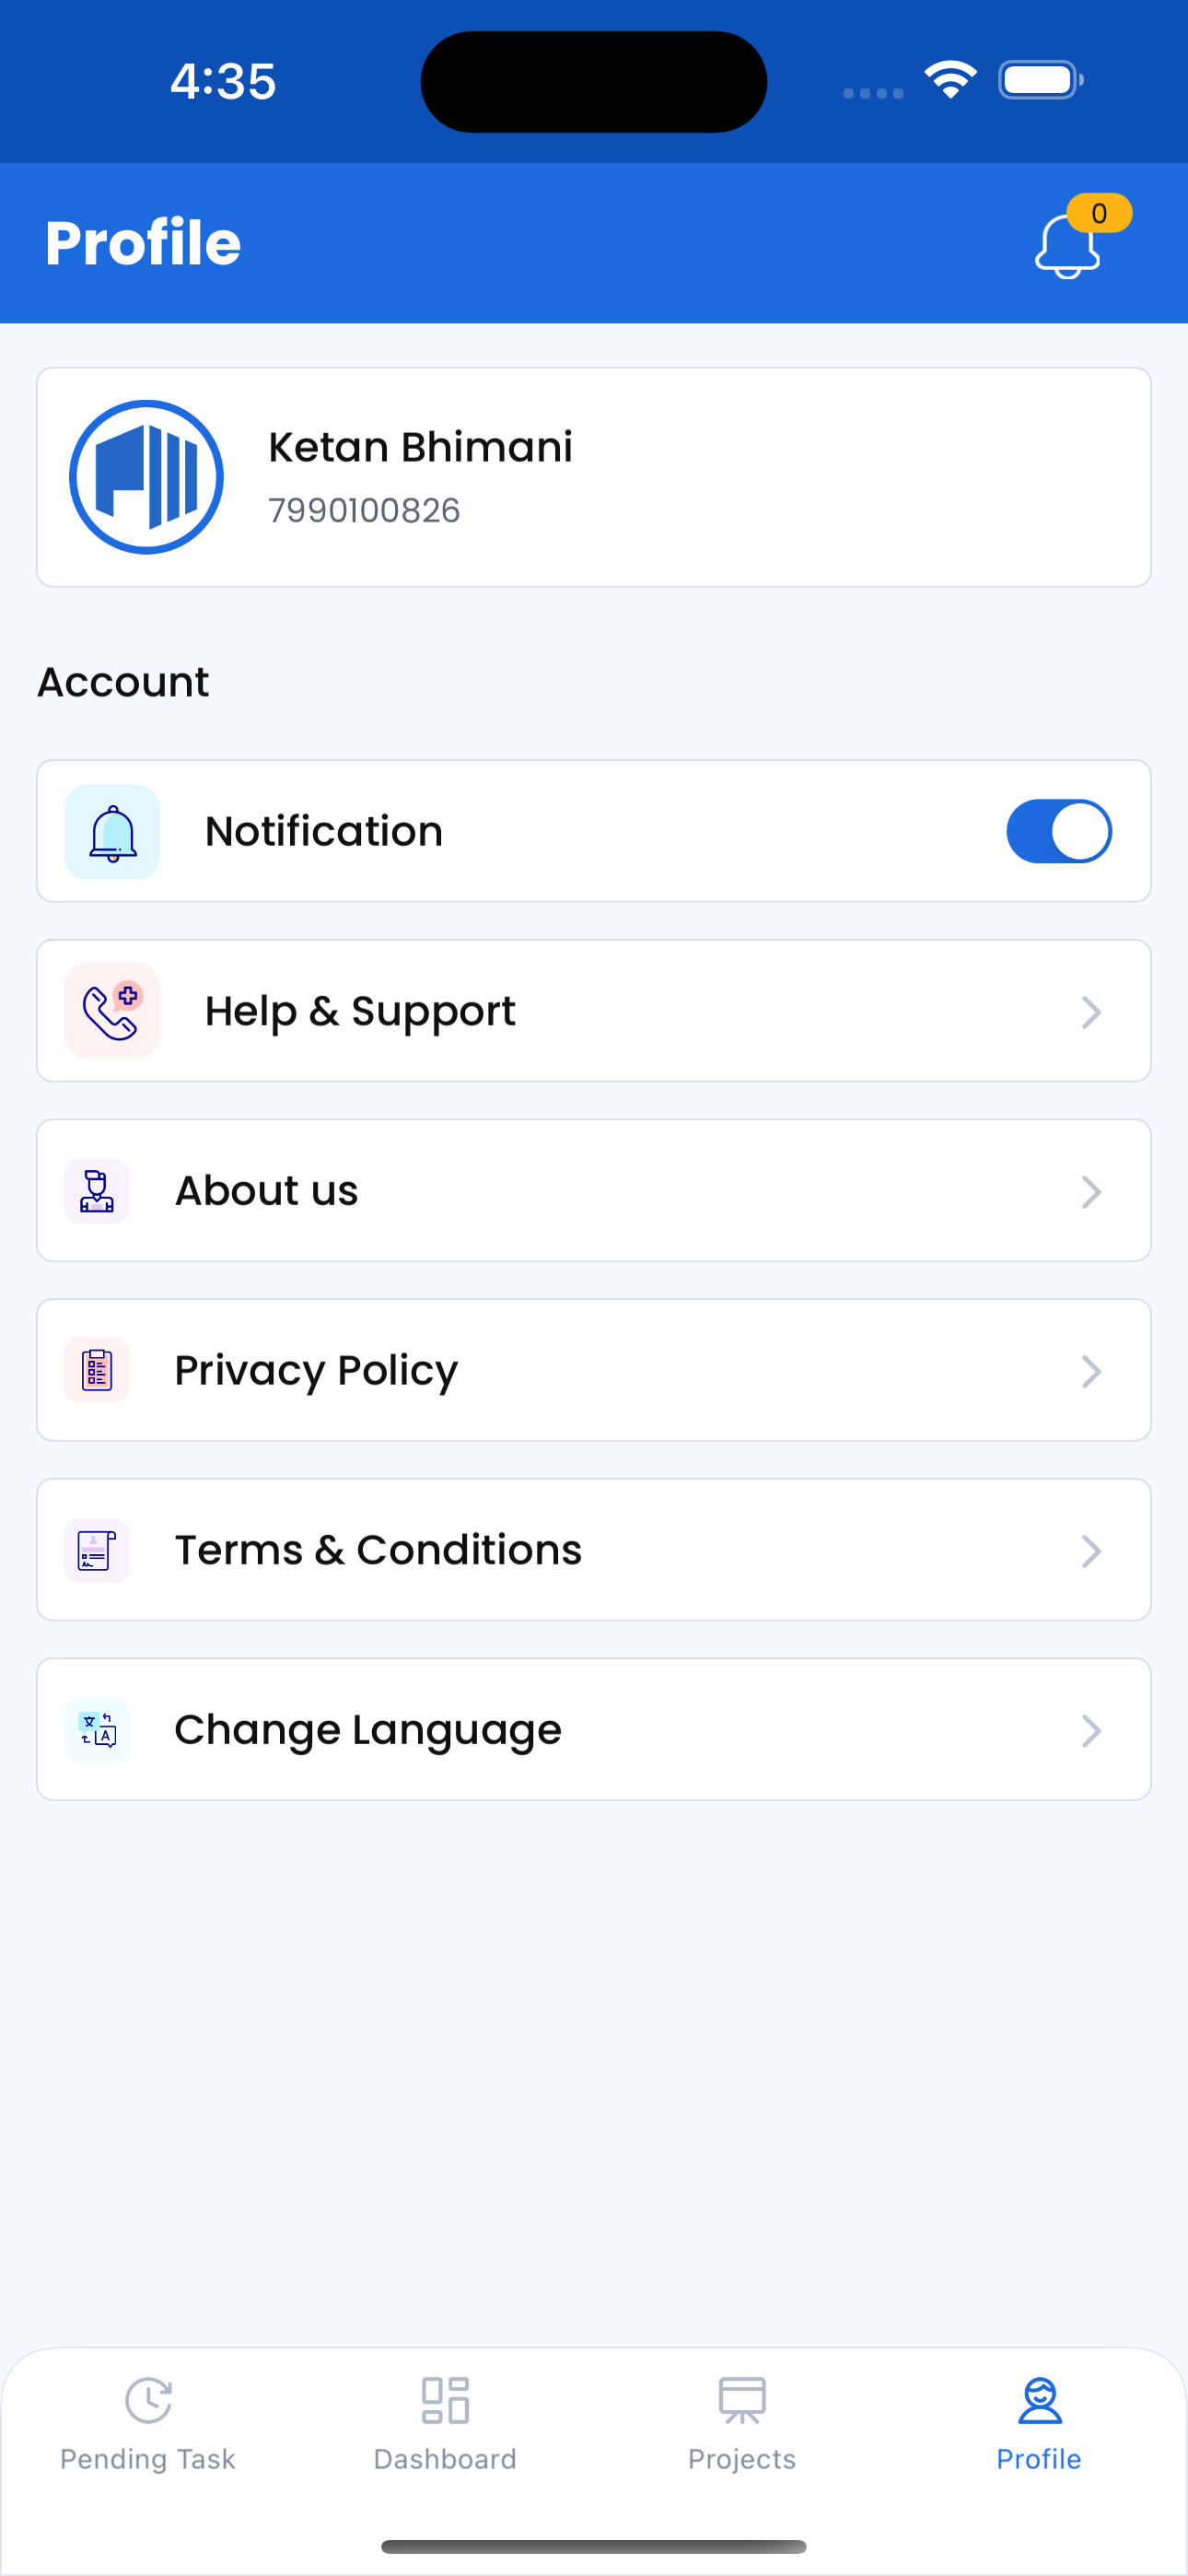 4:35
Profile
0
Ketan Bhimani
7990100826
Account
Notification
Help & Support
About us
Privacy Policy
Terms & Conditions
Change Language
Pending Task
Dashboard
Projects
Profile